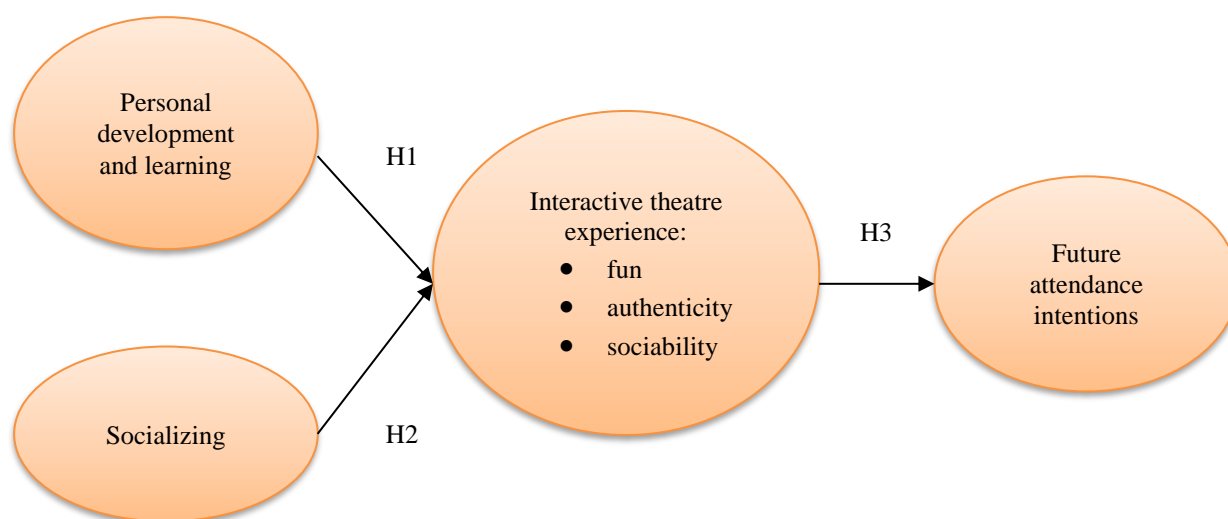 Personal
development
and learning
H1
Interactive theatre
experience:
● fun
● authenticity
● sociability
H3
Future
attendance
intentions
Socializing
H2